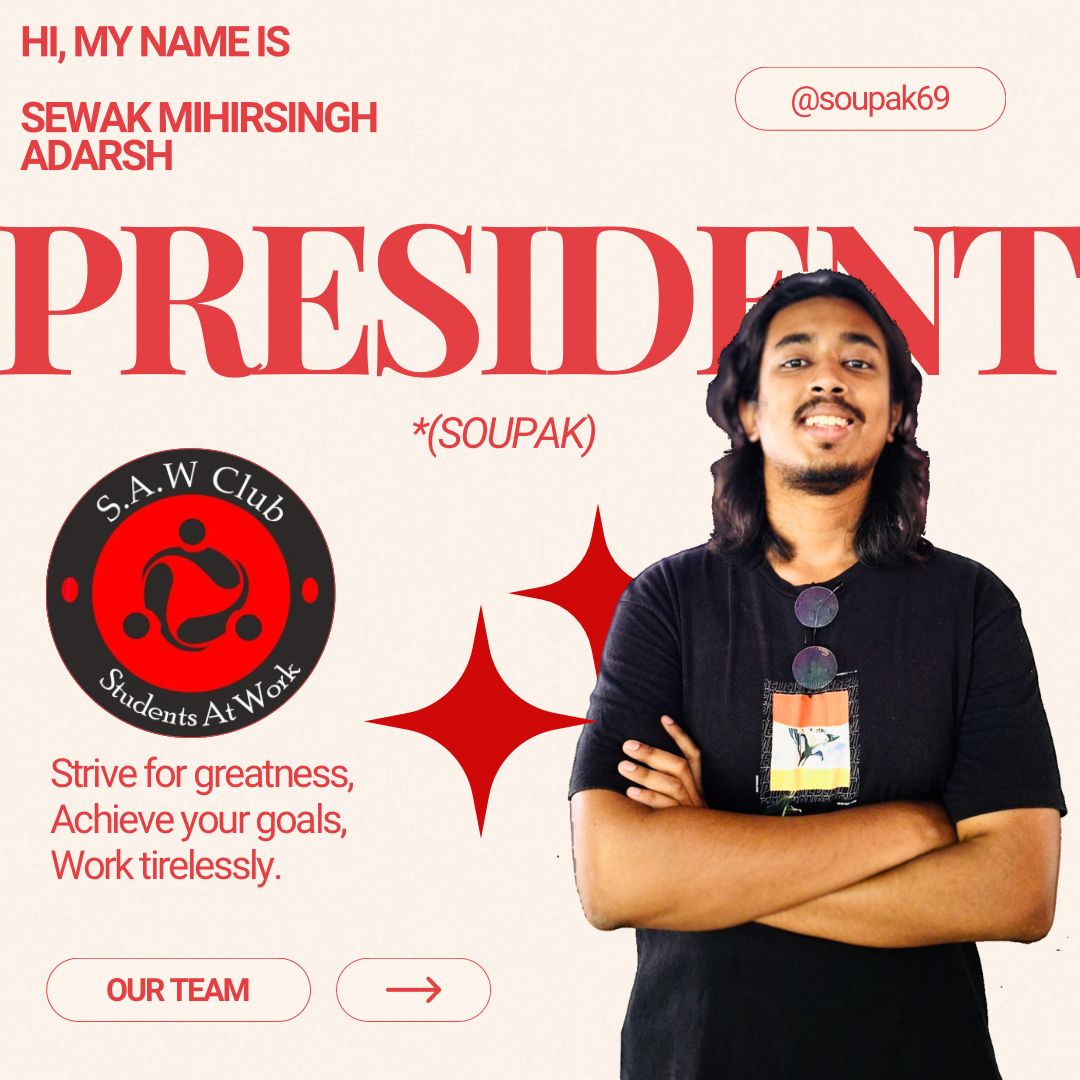 HI, MY NAME IS
SEWAK MIHIRSINGH
ADARSH
@soupak69
PRESIDENT
*(SOUPAK)
S.A.W Club
Students At Work
Strive for greatness,
Achieve your goals,
Work tirelessly.
OUR TEAM